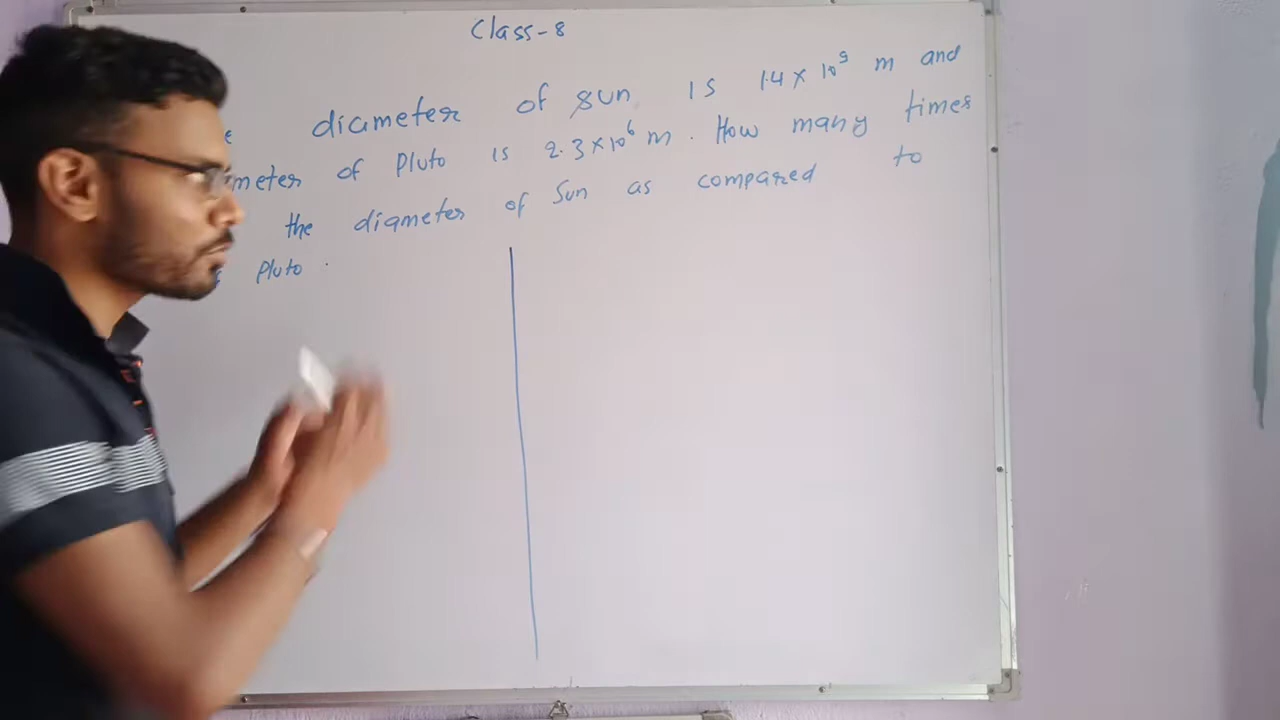 Class-8
diameter of sun is 1.4 × 10⁹ m and
meter of Pluto is 2.3 × 10⁶ m. How many times
the diameter of Sun as compared to
Pluto.